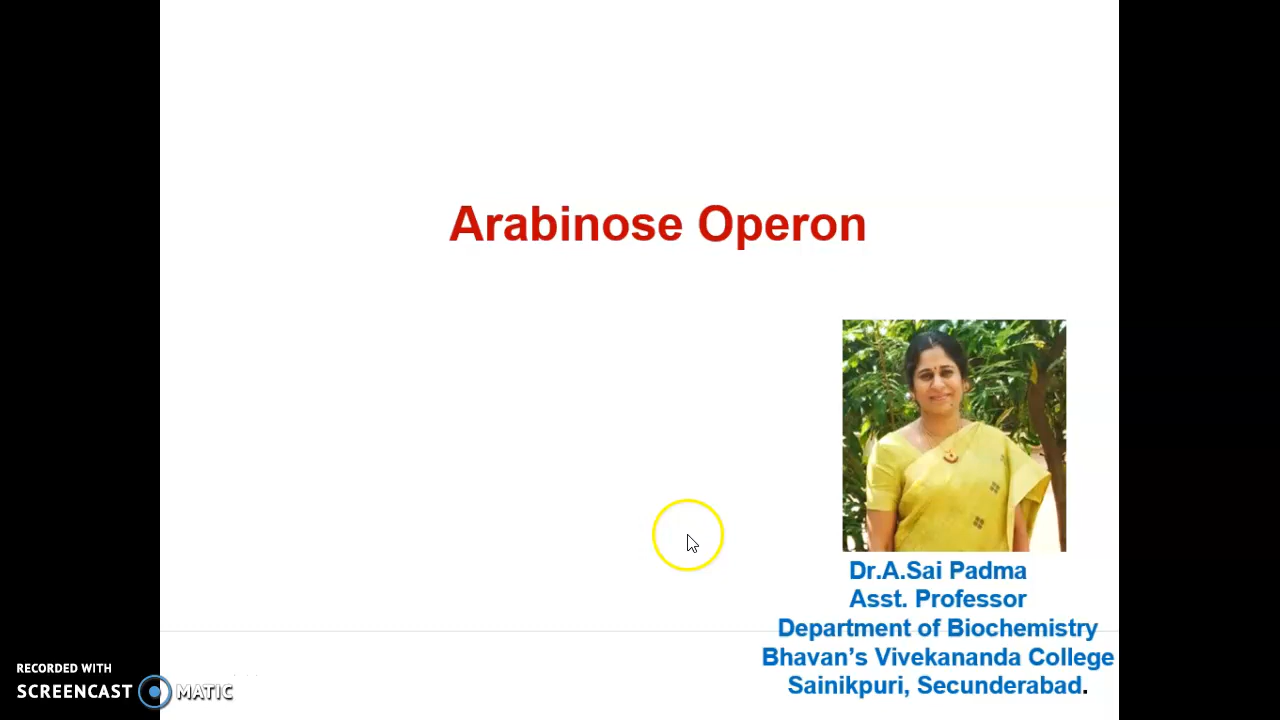 Arabinose Operon
Dr.A.Sai Padma
Asst. Professor
Department of Biochemistry
Bhavan's Vivekananda College
Sainikpuri, Secunderabad.
RECORDED WITH
SCREENCAST MATIC